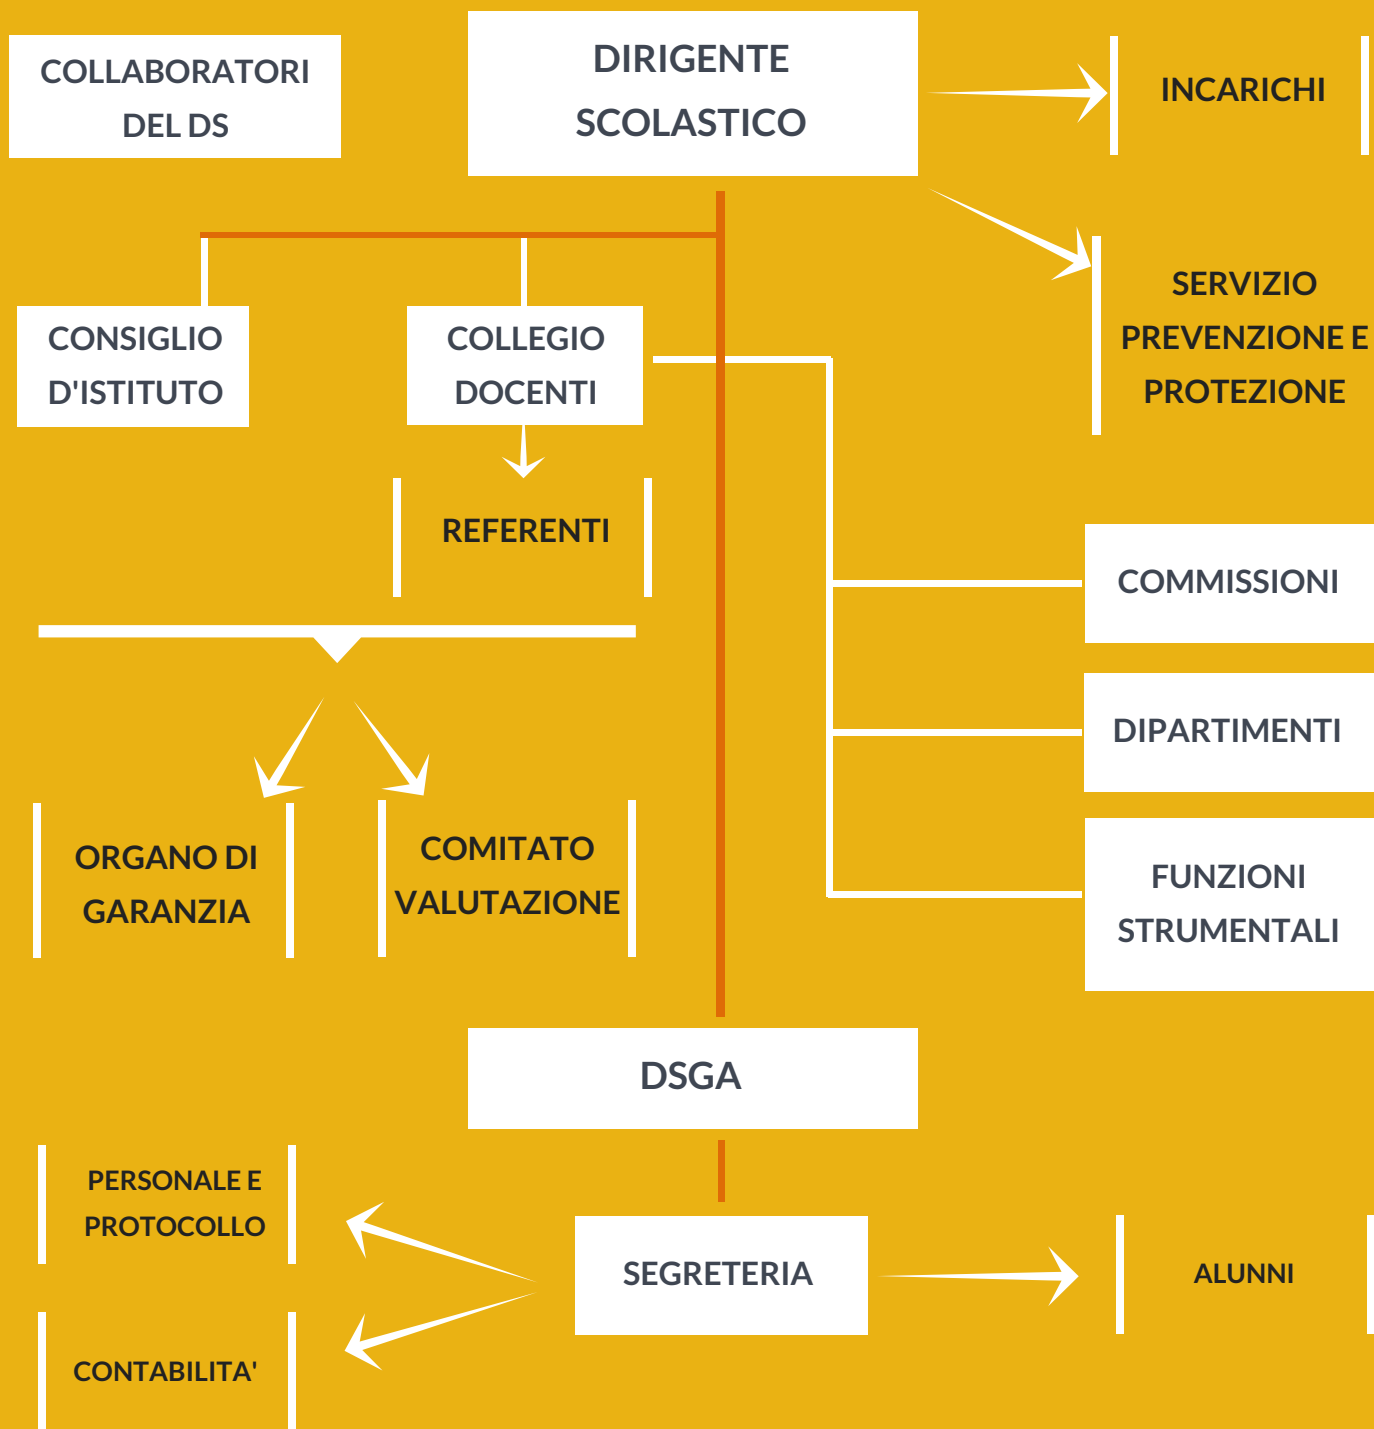 COLLABORATORI
DEL DS
DIRIGENTE
SCOLASTICO
INCARICHI
SERVIZIO
PREVENZIONE E
PROTEZIONE
CONSIGLIO
D'ISTITUTO
COLLEGIO
DOCENTI
REFERENTI
COMMISSIONI
DIPARTIMENTI
FUNZIONI
STRUMENTALI
ORGANO DI
GARANZIA
COMITATO
VALUTAZIONE
DSGA
PERSONALE E
PROTOCOLLO
SEGRETERIA
ALUNNI
CONTABILITA'